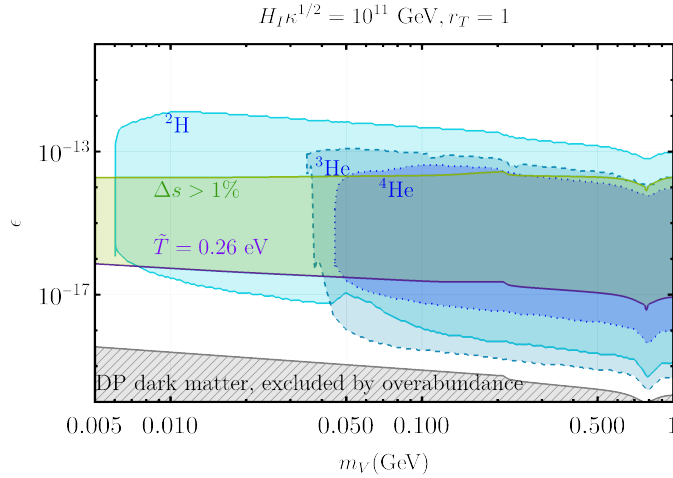 H_I κ^{1/2} = 10^{11} GeV, r_T = 1
^2H
10^{-13}
^3He
^4He
Δs > 1%
ϵ
T̃ = 0.26 eV
10^{-17}
DP dark matter, excluded by overabundance
0.005 0.010 0.050 0.100 0.500 1
m_V(GeV)